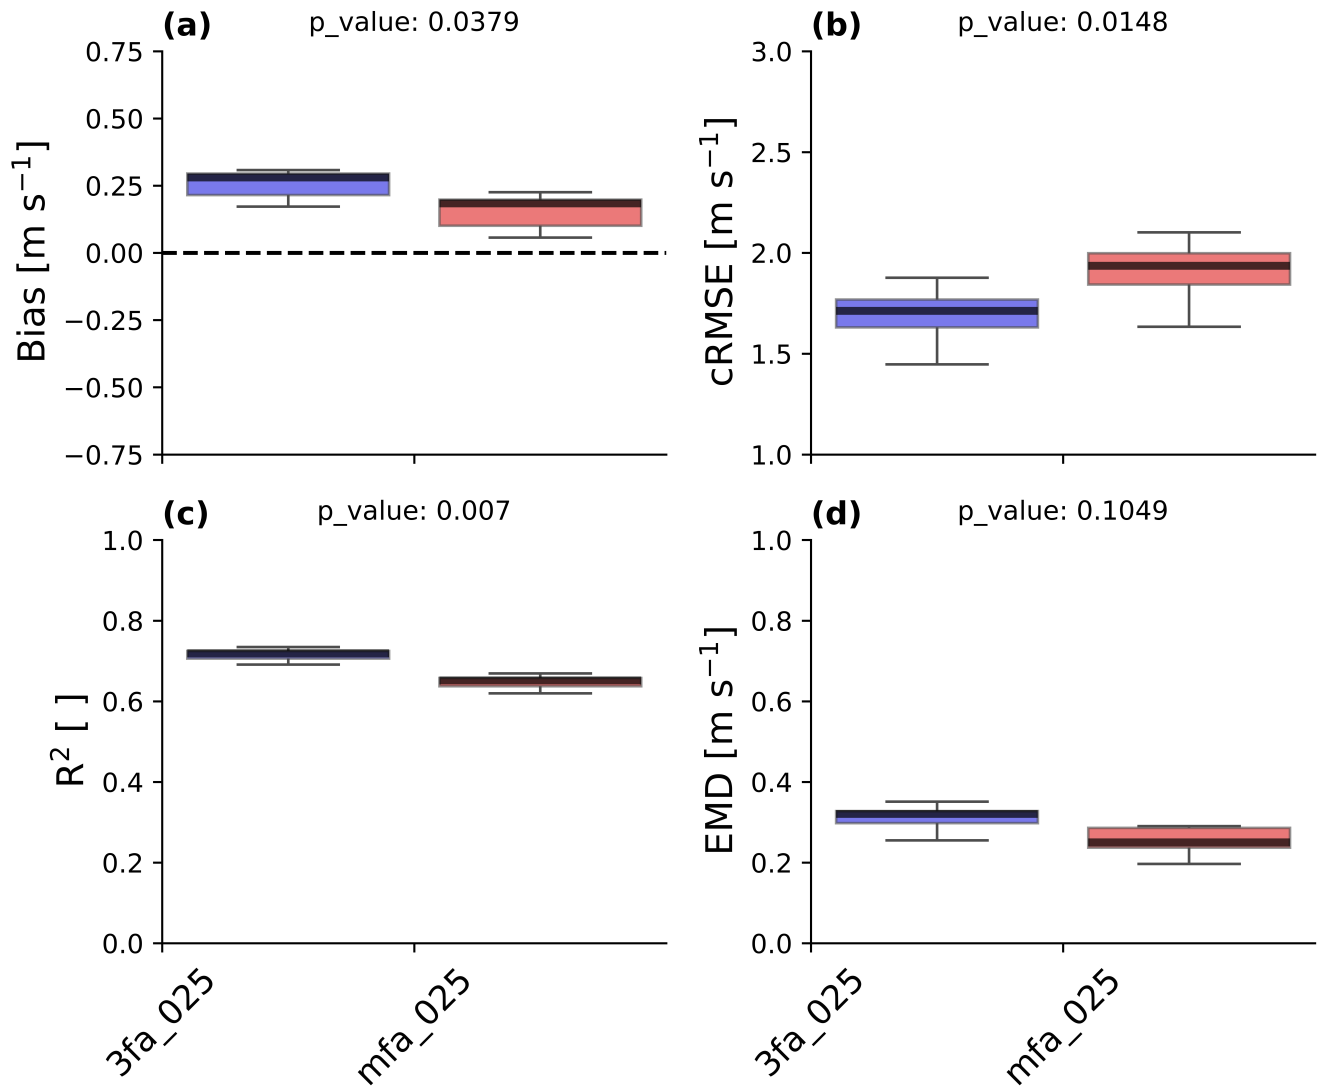 (a) p_value: 0.0379
Bias [m s⁻¹]
0.75
0.50
0.25
0.00
−0.25
−0.50
−0.75
(b) p_value: 0.0148
cRMSE [m s⁻¹]
3.0
2.5
2.0
1.5
1.0
(c) p_value: 0.007
R² [ ]
1.0
0.8
0.6
0.4
0.2
0.0
3fa_025
mfa_025
(d) p_value: 0.1049
EMD [m s⁻¹]
1.0
0.8
0.6
0.4
0.2
0.0
3fa_025
mfa_025